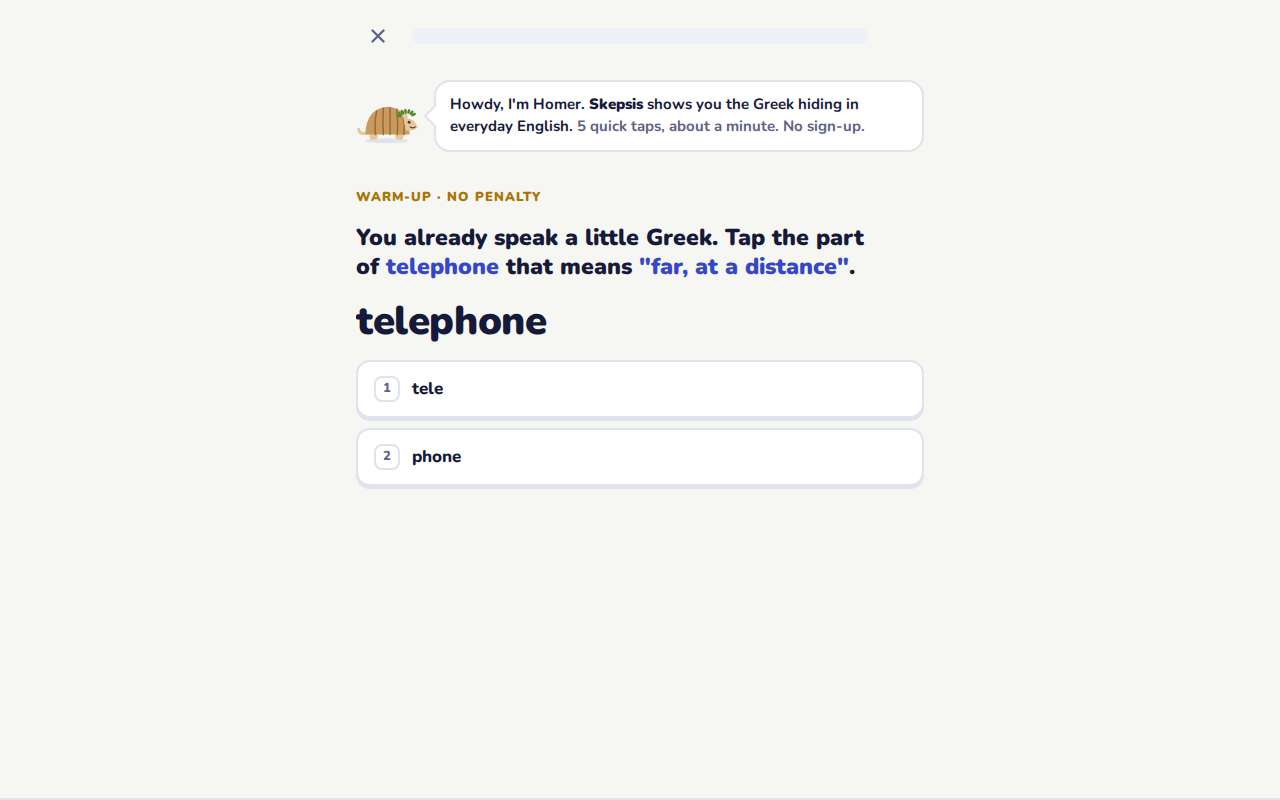 Howdy, I'm Homer. Skepsis shows you the Greek hiding in
everyday English. 5 quick taps, about a minute. No sign-up.
WARM-UP · NO PENALTY
You already speak a little Greek. Tap the part
of telephone that means "far, at a distance".
telephone
1 tele
2 phone